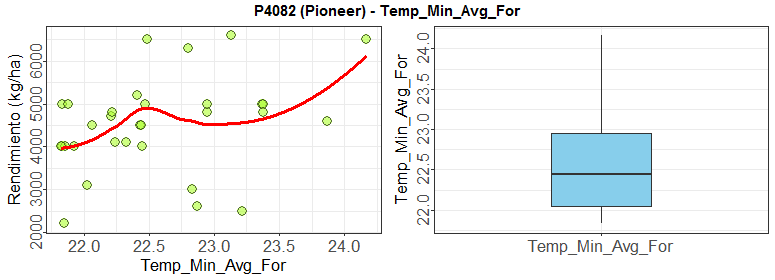 P4082 (Pioneer) - Temp_Min_Avg_For
Rendimiento (kg/ha)
6000
5000
4000
3000
2000
22.0 22.5 23.0 23.5 24.0
Temp_Min_Avg_For
Temp_Min_Avg_For
24.0
23.5
23.0
22.5
22.0
Temp_Min_Avg_For